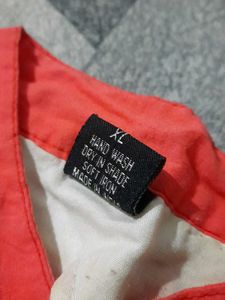 XL
HAND WASH
DRY IN SHADE
SOFT IRON
MADE IN